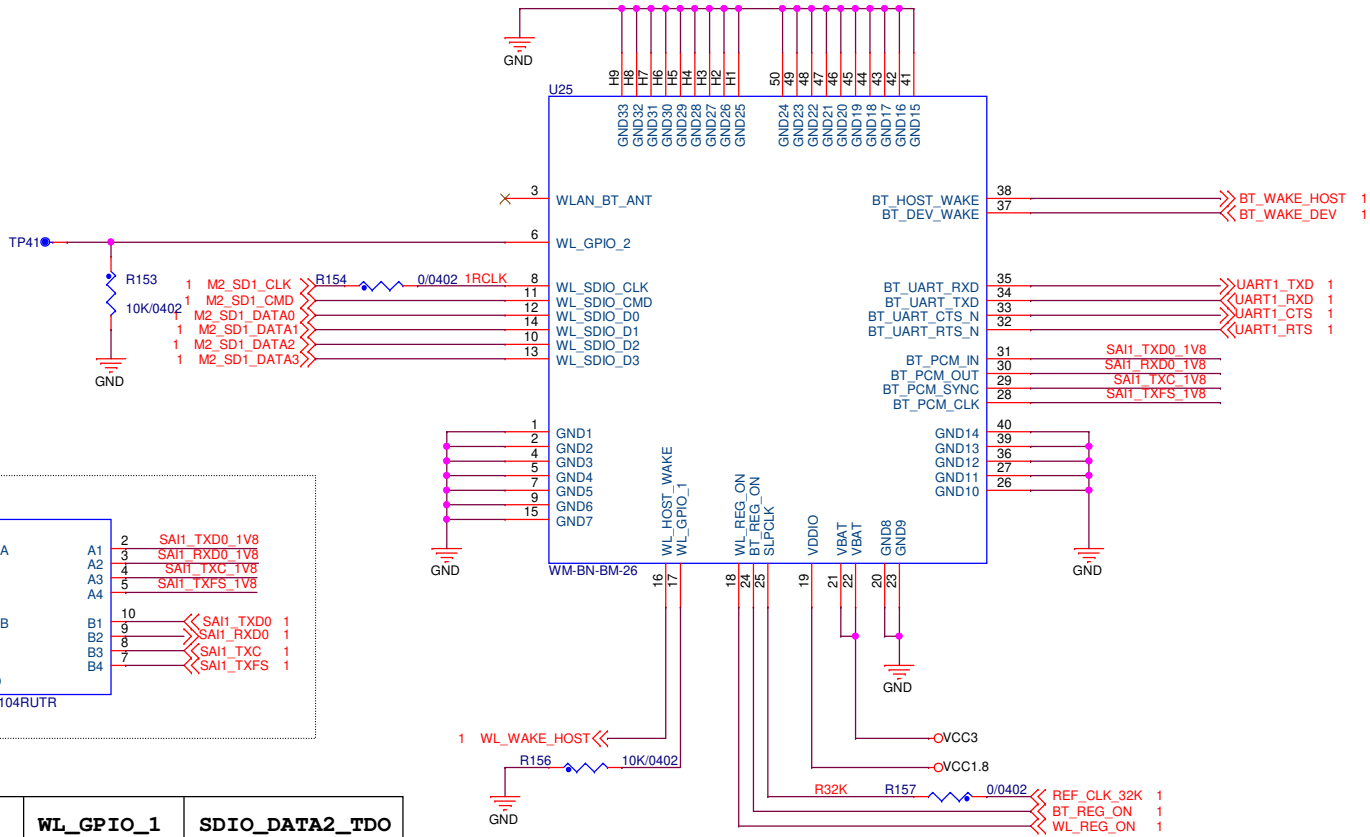 GND
H9 H8 H7 H6 H5 H4 H3 H2 H1 50 49 48 47 46 45 44 43 42 41
U25
GND33 GND32 GND31 GND30 GND29 GND28 GND27 GND26 GND25 GND24 GND23 GND22 GND21 GND20 GND19 GND18 GND17 GND16 GND15
3 WLAN_BT_ANT
BT_HOST_WAKE 38 BT_WAKE_HOST 1
BT_DEV_WAKE 37 BT_WAKE_DEV 1
TP41 6 WL_GPIO_2
R153
10K/0402
GND
1 M2_SD1_CLK R154 0/0402 1RCLK 8 WL_SDIO_CLK
1 M2_SD1_CMD 11 WL_SDIO_CMD
1 M2_SD1_DATA0 12 WL_SDIO_D0
1 M2_SD1_DATA1 14 WL_SDIO_D1
1 M2_SD1_DATA2 10 WL_SDIO_D2
1 M2_SD1_DATA3 13 WL_SDIO_D3
BT_UART_RXD 35 UART1_TXD 1
BT_UART_TXD 34 UART1_RXD 1
BT_UART_CTS_N 33 UART1_CTS 1
BT_UART_RTS_N 32 UART1_RTS 1
BT_PCM_IN 31 SAI1_TXD0_1V8
BT_PCM_OUT 30 SAI1_RXD0_1V8
BT_PCM_SYNC 29 SAI1_TXC_1V8
BT_PCM_CLK 28 SAI1_TXFS_1V8
1 GND1
2 GND2
4 GND3
5 GND4
7 GND5
9 GND6
15 GND7
GND
GND14 40
GND13 39
GND12 36
GND11 27
GND10 26
GND
WL_HOST_WAKE WL_GPIO_1 WL_REG_ON BT_REG_ON SLPCLK VDDIO VBAT VBAT GND8 GND9
WM-BN-BM-26
16 17 18 24 25 19 21 22 20 23
GND
A A1 2 SAI1_TXD0_1V8
A2 3 SAI1_RXD0_1V8
A3 4 SAI1_TXC_1V8
A4 5 SAI1_TXFS_1V8
B B1 10 SAI1_TXD0 1
B2 9 SAI1_RXD0 1
B3 8 SAI1_TXC 1
B4 7 SAI1_TXFS 1
104RUTR
1 WL_WAKE_HOST
R156 10K/0402
GND
VCC3
VCC1.8
R32K R157 0/0402 REF_CLK_32K 1
BT_REG_ON 1
WL_REG_ON 1
WL_GPIO_1 SDIO_DATA2_TDO